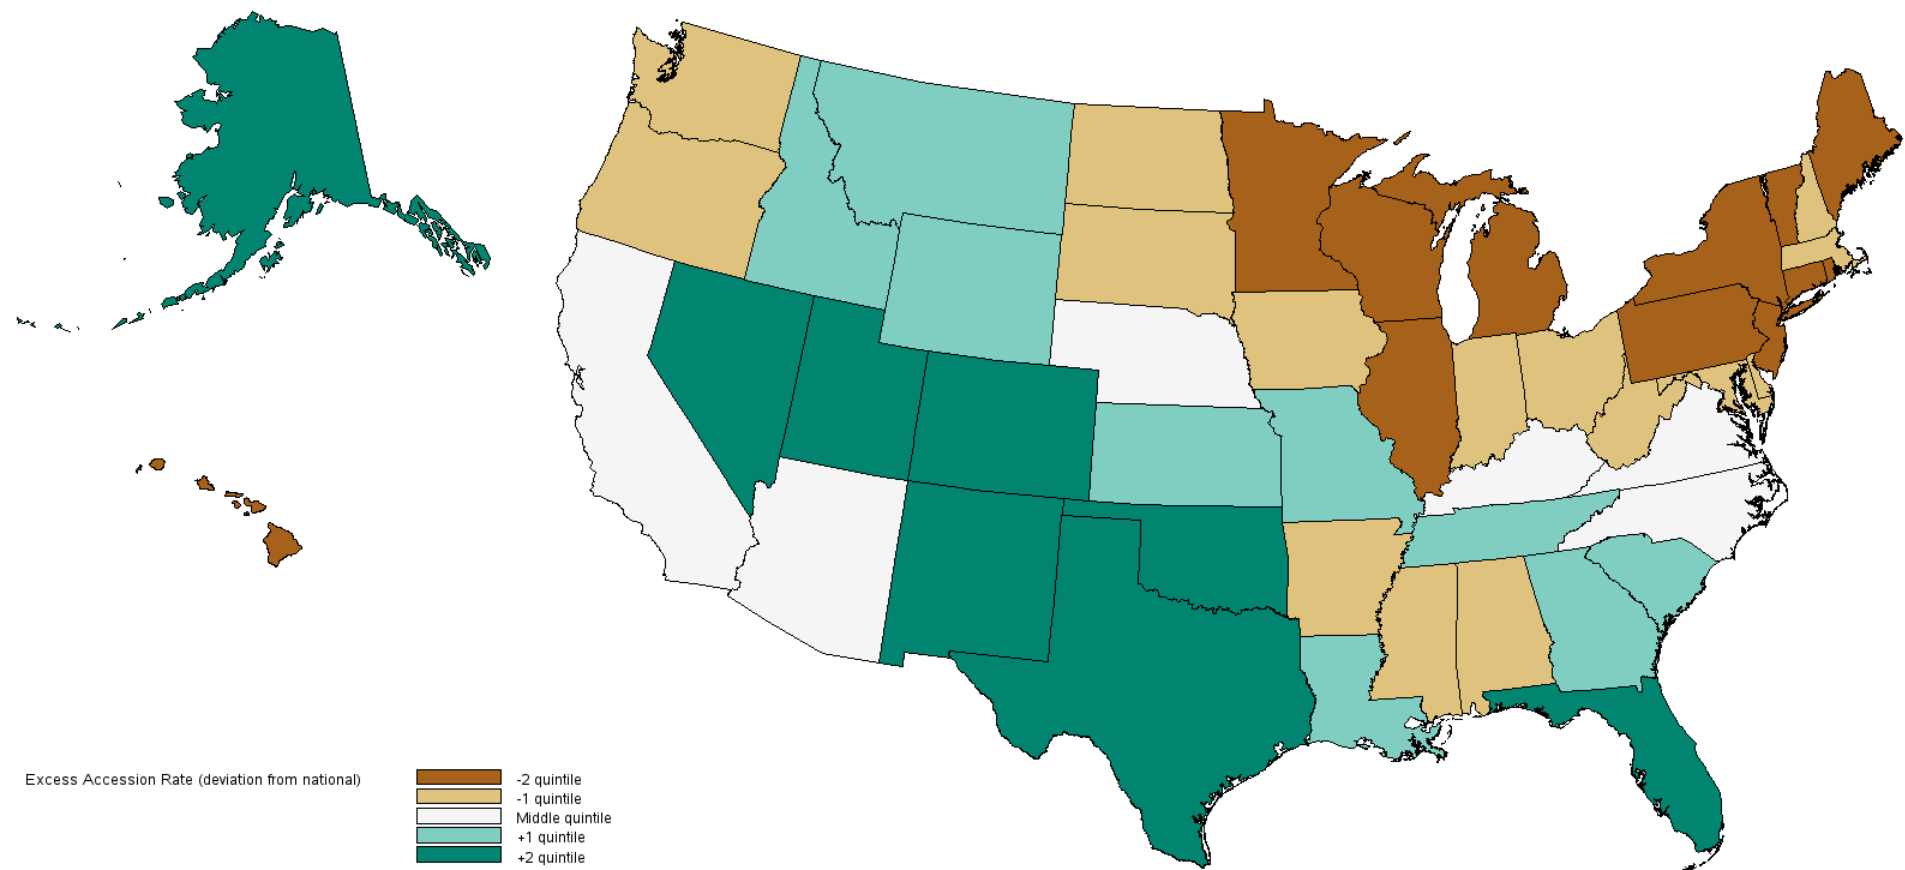 Excess Accession Rate (deviation from national)
-2 quintile
-1 quintile
Middle quintile
+1 quintile
+2 quintile